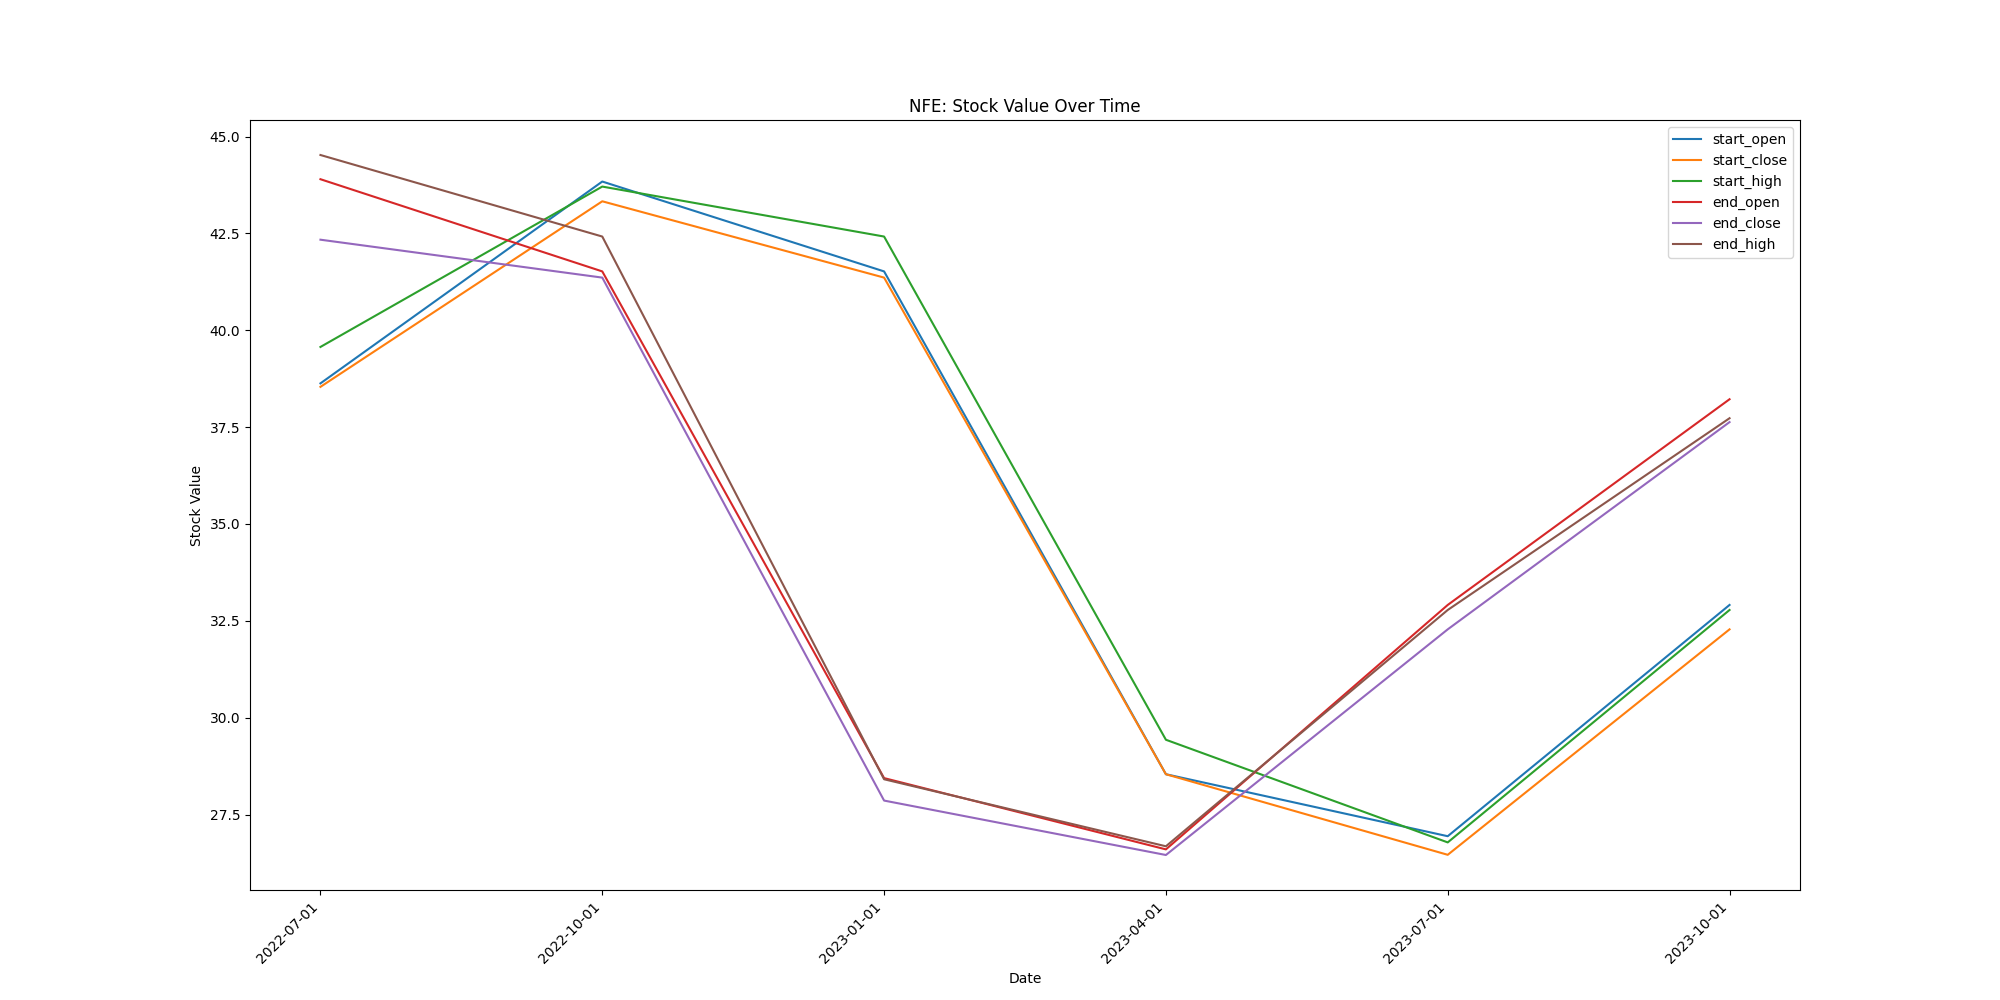 NFE: Stock Value Over Time
45.0
42.5
40.0
37.5
35.0
32.5
30.0
27.5
Stock Value
start_open
start_close
start_high
end_open
end_close
end_high
2022-07-01
2022-10-01
2023-01-01
2023-04-01
2023-07-01
2023-10-01
Date